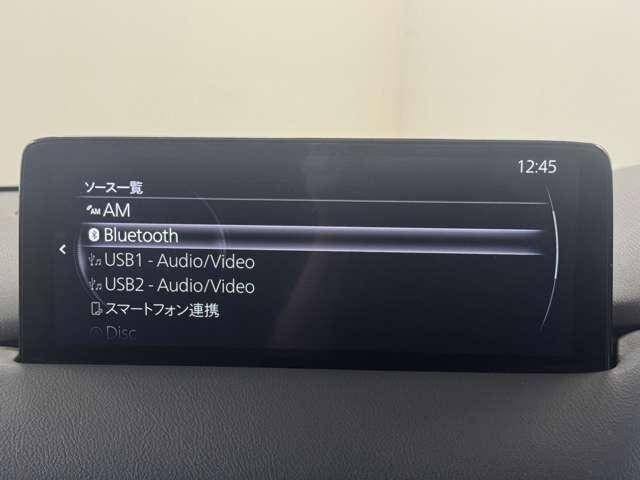 12:45
ソース一覧
AM AM
Bluetooth
USB1 - Audio/Video
USB2 - Audio/Video
スマートフォン連携
Disc